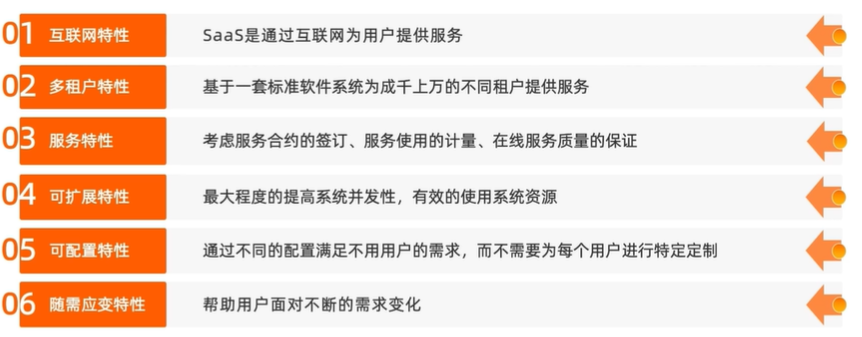 01 互联网特性 SaaS是通过互联网为用户提供服务
02 多租户特性 基于一套标准软件系统为成千上万的不同租户提供服务
03 服务特性 考虑服务合约的签订、服务使用的计量、在线服务质量的保证
04 可扩展特性 最大程度的提高系统并发性，有效的使用系统资源
05 可配置特性 通过不同的配置满足不用用户的需求，而不需要为每个用户进行特定定制
06 随需应变特性 帮助用户面对不断的需求变化